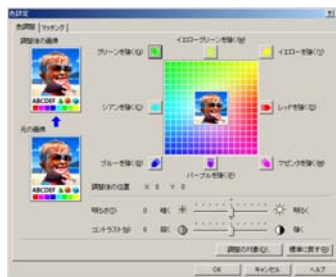 色設定
色調整 マッチング
調整後の画像
イエローグリーンを強く(W)
グリーンを強く(G)
イエローを強く(Y)
ABCDEF
シアンを強く(C)
レッドを強く(R)
元の画像
ブルーを強く(B)
マゼンタを強く(M)
パープルを強く(P)
ABCDEF
調整後の位置 X: 0 Y: 0
明るさ(T) 0 暗く 明るく
コントラスト(S) 0 弱く 強く
調整の対象(O)... 標準に戻す(D)
OK キャンセル ヘルプ